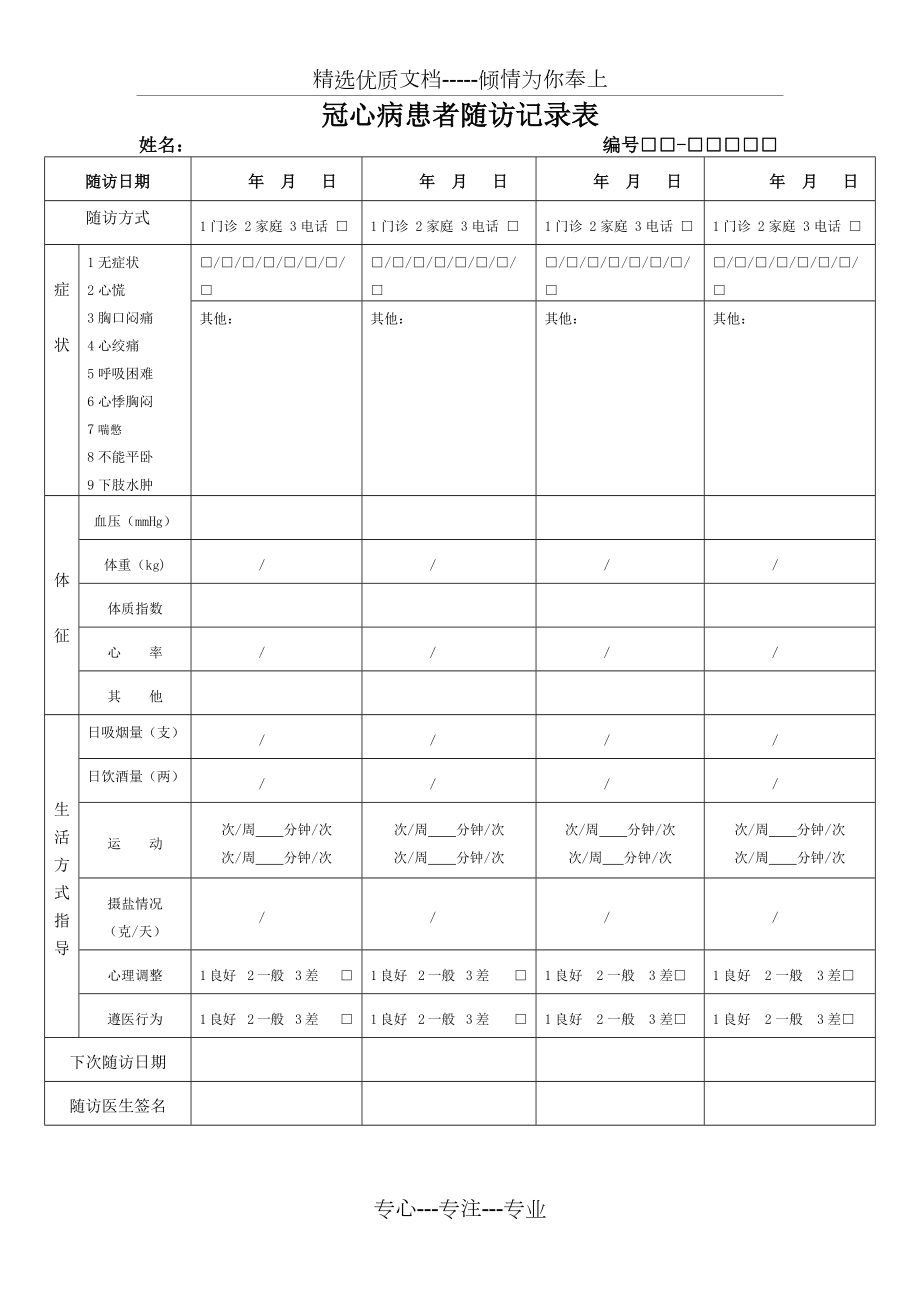 精选优质文档-----倾情为你奉上
冠心病患者随访记录表
姓名： 编号□□-□□□□□
随访日期 年 月 日 年 月 日 年 月 日 年 月 日
随访方式 1门诊 2家庭 3电话 □ 1门诊 2家庭 3电话 □ 1门诊 2家庭 3电话 □ 1门诊 2家庭 3电话 □
症状
1无症状
2心慌
3胸口闷痛
4心绞痛
5呼吸困难
6心悸胸闷
7喘憋
8不能平卧
9下肢水肿
□/□/□/□/□/□/□/ □/□/□/□/□/□/□/ □/□/□/□/□/□/□/ □/□/□/□/□/□/□/
□ □ □ □
其他： 其他： 其他： 其他：
体征
血压（mmHg）
体重（kg) / / / /
体质指数
心 率 / / / /
其 他
生活方式指导
日吸烟量（支） / / / /
日饮酒量（两） / / / /
运 动
次/周____分钟/次 次/周____分钟/次 次/周____分钟/次 次/周____分钟/次
次/周____分钟/次 次/周____分钟/次 次/周___分钟/次 次/周____分钟/次
摄盐情况
（克/天） / / / /
心理调整 1良好 2一般 3差 □ 1良好 2一般 3差 □ 1良好 2一般 3差□ 1良好 2一般 3差□
遵医行为 1良好 2一般 3差 □ 1良好 2一般 3差 □ 1良好 2一般 3差□ 1良好 2一般 3差□
下次随访日期
随访医生签名
专心---专注---专业